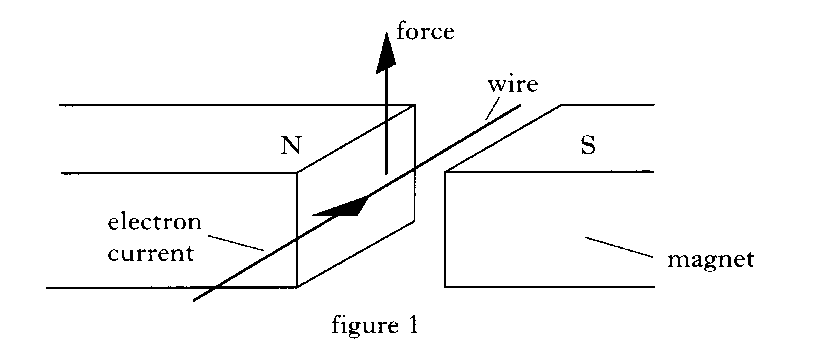 force
wire
N
S
electron
current
magnet
figure 1